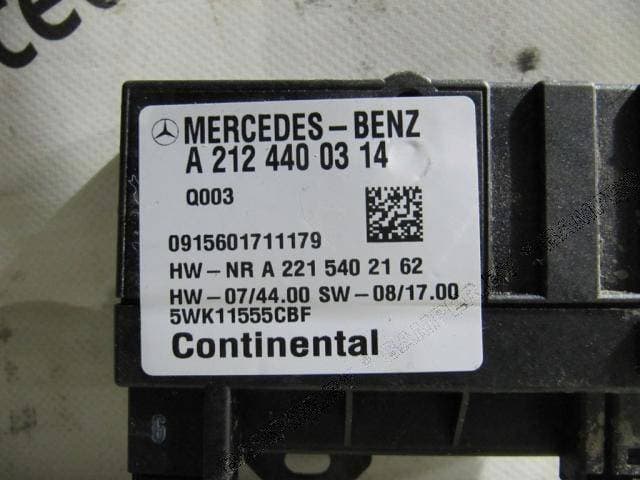 MERCEDES-BENZ
A 212 440 03 14
Q003
0915601711179
HW-NR A 221 540 21 62
HW-07/44.00 SW-08/17.00
5WK11555CBF
Continental
6